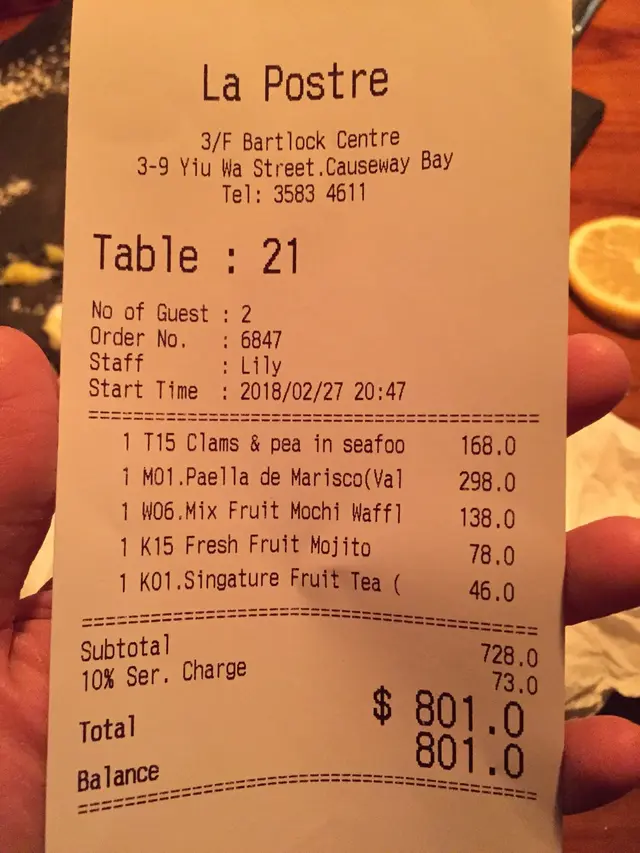 La Postre
3/F Bartlock Centre
3-9 Yiu Wa Street.Causeway Bay
Tel: 3583 4611
Table : 21
No of Guest : 2
Order No. : 6847
Staff : Lily
Start Time : 2018/02/27 20:47
1 T15 Clams & pea in seafoo 168.0
1 M01.Paella de Marisco(Val 298.0
1 W06.Mix Fruit Mochi Waffl 138.0
1 K15 Fresh Fruit Mojito 78.0
1 K01.Singature Fruit Tea ( 46.0
Subtotal 728.0
10% Ser. Charge 73.0
Total $ 801.0
Balance 801.0